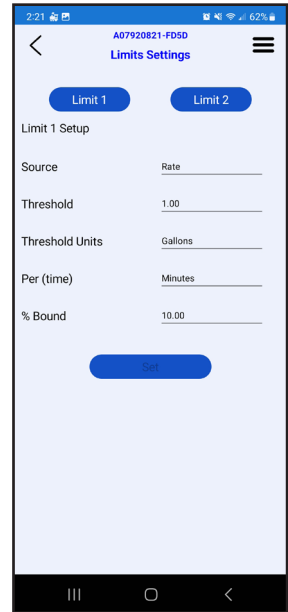 2:21 62%
A07920821-FD5D
Limits Settings
Limit 1 Limit 2
Limit 1 Setup
Source Rate
Threshold 1.00
Threshold Units Gallons
Per (time) Minutes
% Bound 10.00
Set